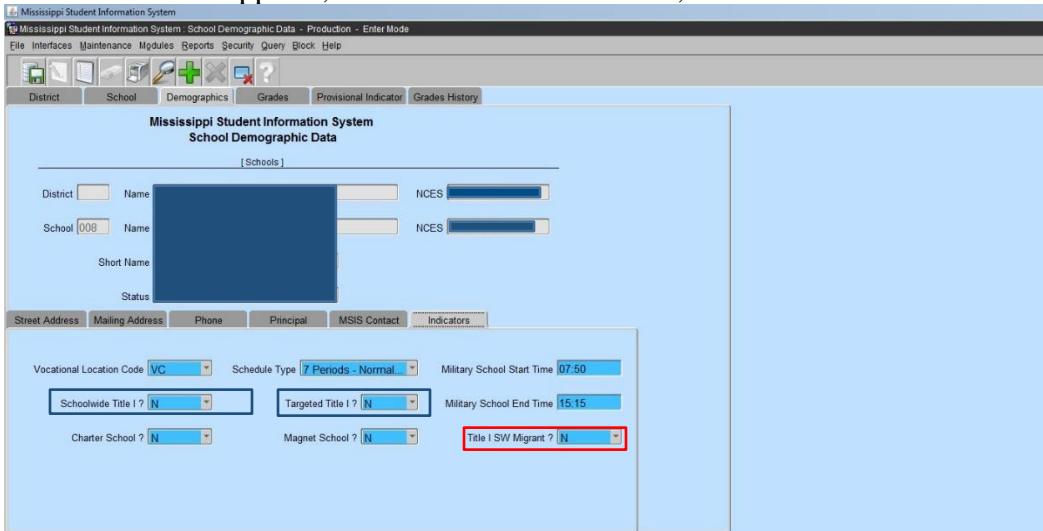 Mississippi Student Information System
Mississippi Student Information System : School Demographic Data - Production - Enter Mode
File Interfaces Maintenance Modules Reports Security Query Block Help
District School Demographics Grades Provisional Indicator Grades History
Mississippi Student Information System
School Demographic Data
[ Schools ]
District Name NCES
School 008 Name NCES
Short Name
Status
Street Address Mailing Address Phone Principal MSIS Contact Indicators
Vocational Location Code VC Schedule Type 7 Periods - Normal... Military School Start Time 07:50
Schoolwide Title I ? N Targeted Title I ? N Military School End Time 15:15
Charter School ? N Magnet School ? N Title I SW Migrant ? N